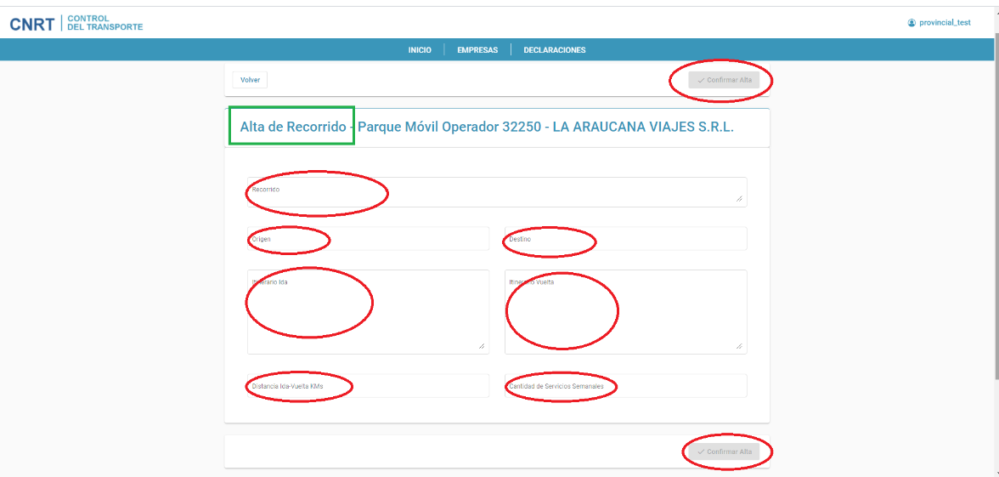 CNRT CONTROL
DEL TRANSPORTE
provincial_test
INICIO EMPRESAS DECLARACIONES
Volver
Confirmar Alta
Alta de Recorrido - Parque Móvil Operador 32250 - LA ARAUCANA VIAJES S.R.L.
Recorrido
Origen Destino
Itinerario Ida Itinerario Vuelta
Distancia Ida-Vuelta KMs Cantidad de Servicios Semanales
Confirmar Alta